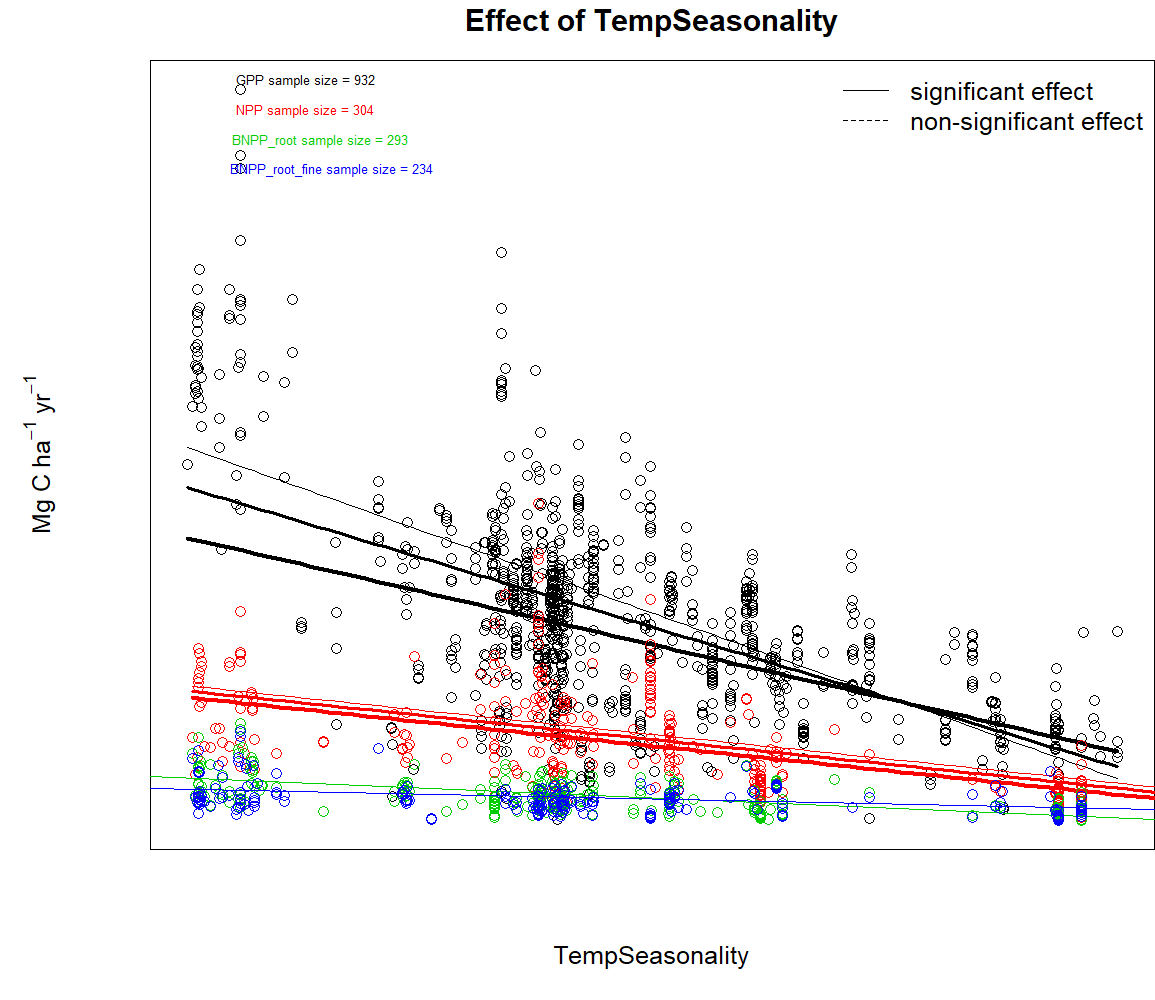 Effect of TempSeasonality
GPP sample size = 932
NPP sample size = 304
BNPP_root sample size = 293
BNPP_root_fine sample size = 234
significant effect
non-significant effect
Mg C ha⁻¹ yr⁻¹
TempSeasonality